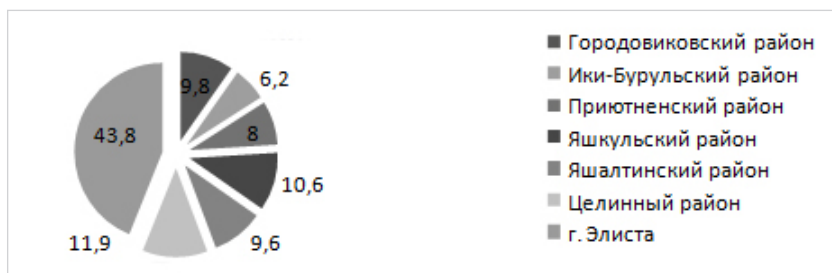 9,8
6,2
8
10,6
9,6
11,9
43,8
Городовиковский район
Ики-Бурульский район
Приютненский район
Яшкульский район
Яшалтинский район
Целинный район
г. Элиста